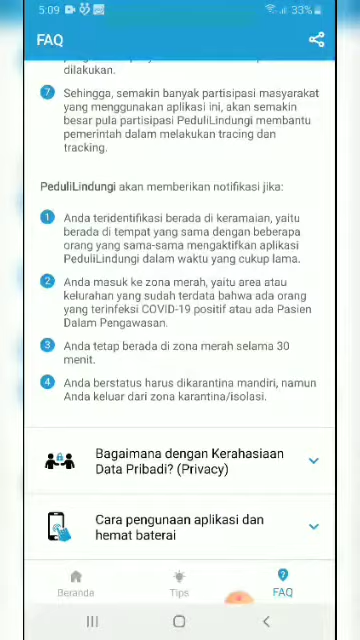 5:09
33%
FAQ
dilakukan.
7 Sehingga, semakin banyak partisipasi masyarakat
yang menggunakan aplikasi ini, akan semakin
besar pula partisipasi PeduliLindungi membantu
pemerintah dalam melakukan tracing dan
tracking.
PeduliLindungi akan memberikan notifikasi jika:
1 Anda teridentifikasi berada di keramaian, yaitu
berada di tempat yang sama dengan beberapa
orang yang sama-sama mengaktifkan aplikasi
PeduliLindungi dalam waktu yang cukup lama.
2 Anda masuk ke zona merah, yaitu area atau
kelurahan yang sudah terdata bahwa ada orang
yang terinfeksi COVID-19 positif atau ada Pasien
Dalam Pengawasan.
3 Anda tetap berada di zona merah selama 30
menit.
4 Anda berstatus harus dikarantina mandiri, namun
Anda keluar dari zona karantina/isolasi.
Bagaimana dengan Kerahasiaan
Data Pribadi? (Privacy)
Cara pengunaan aplikasi dan
hemat baterai
Beranda
Tips
FAQ